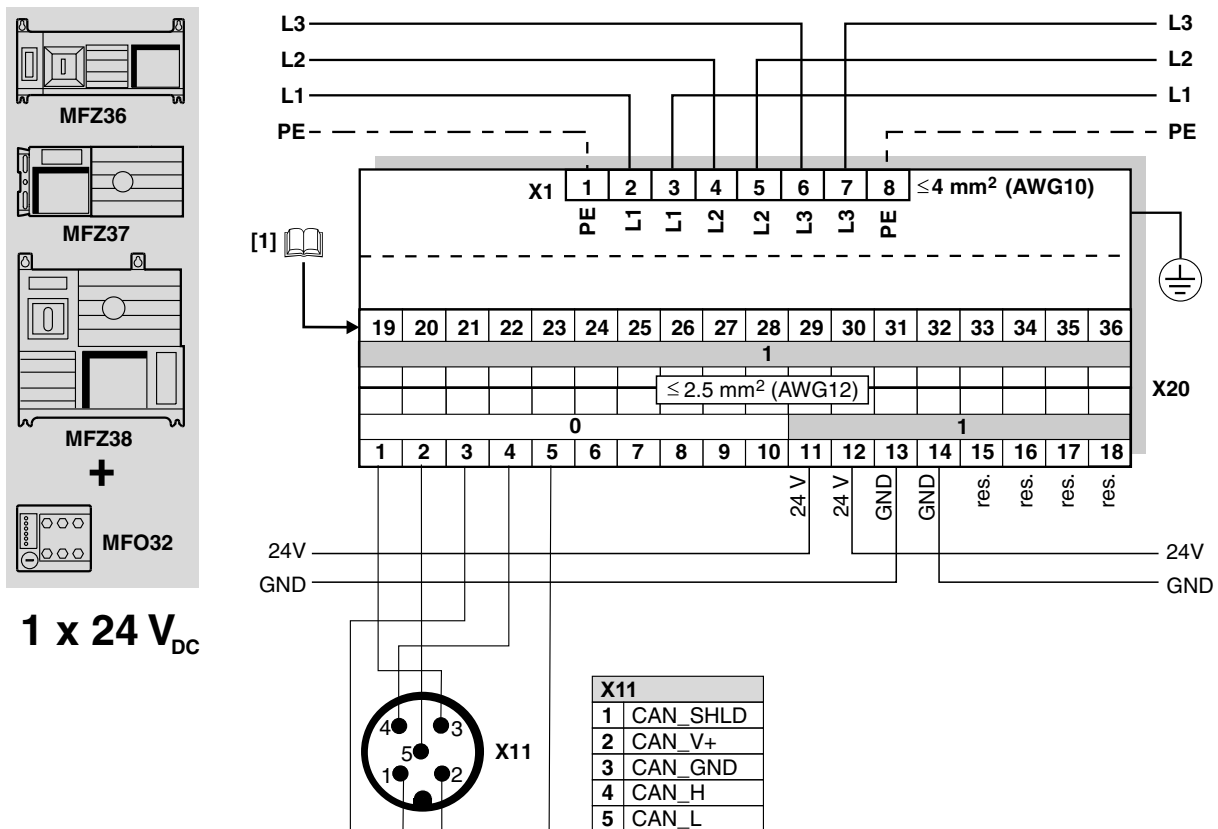 MFZ36
MFZ37
MFZ38
+
MFO32
1 x 24 V DC
L3 L3
L2 L2
L1 L1
PE PE
X1 1 2 3 4 5 6 7 8 ≤4 mm² (AWG10)
PE L1 L1 L2 L2 L3 L3 PE
[1]
19 20 21 22 23 24 25 26 27 28 29 30 31 32 33 34 35 36
1
≤ 2.5 mm² (AWG12)
X20
0 1
1 2 3 4 5 6 7 8 9 10 11 12 13 14 15 16 17 18
24 V 24 V GND GND res. res. res. res.
24V 24V
GND GND
4 3
5
1 2
X11
X11
1 CAN_SHLD
2 CAN_V+
3 CAN_GND
4 CAN_H
5 CAN_L